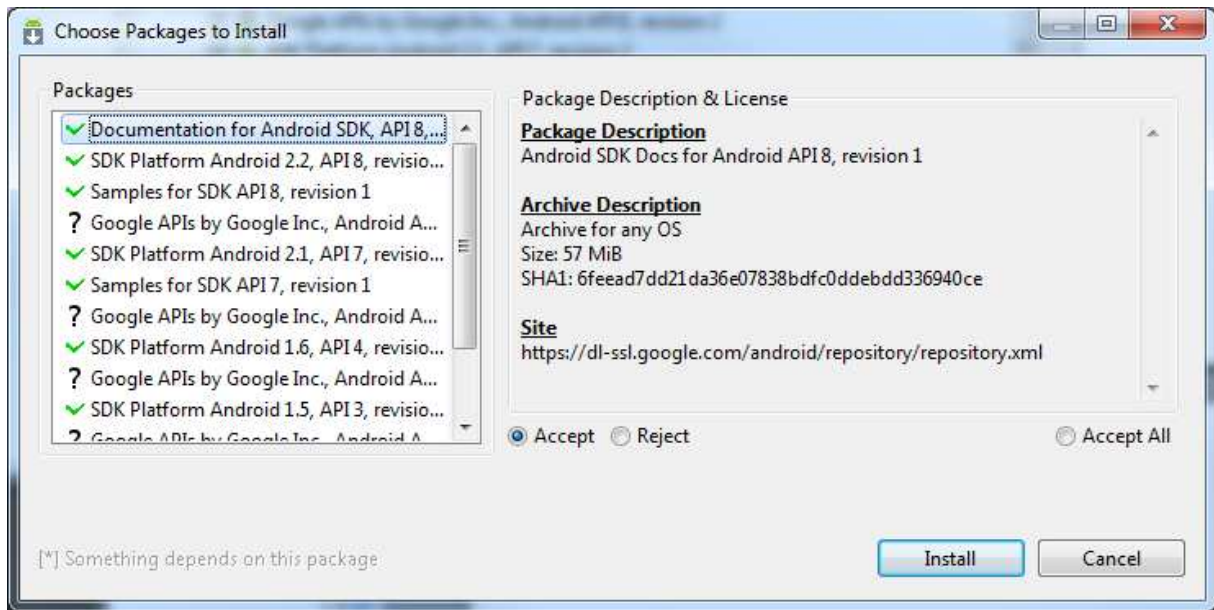 Choose Packages to Install
Packages
Documentation for Android SDK, API 8,...
SDK Platform Android 2.2, API 8, revisio...
Samples for SDK API 8, revision 1
? Google APIs by Google Inc., Android A...
SDK Platform Android 2.1, API 7, revisio...
Samples for SDK API 7, revision 1
? Google APIs by Google Inc., Android A...
SDK Platform Android 1.6, API 4, revisio...
? Google APIs by Google Inc., Android A...
SDK Platform Android 1.5, API 3, revisio...
? Google APIs by Google Inc., Android A
Package Description & License
Package Description
Android SDK Docs for Android API 8, revision 1
Archive Description
Archive for any OS
Size: 57 MiB
SHA1: 6feead7dd21da36e07838bdfc0ddebdd336940ce
Site
https://dl-ssl.google.com/android/repository/repository.xml
Accept Reject Accept All
[*] Something depends on this package
Install Cancel